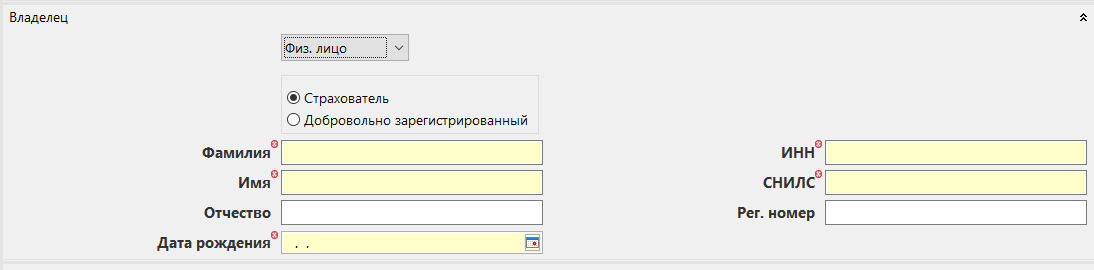 Владелец
Физ. лицо
Страхователь
Добровольно зарегистрированный
Фамилия
ИНН
Имя
СНИЛС
Отчество
Рег. номер
Дата рождения . .